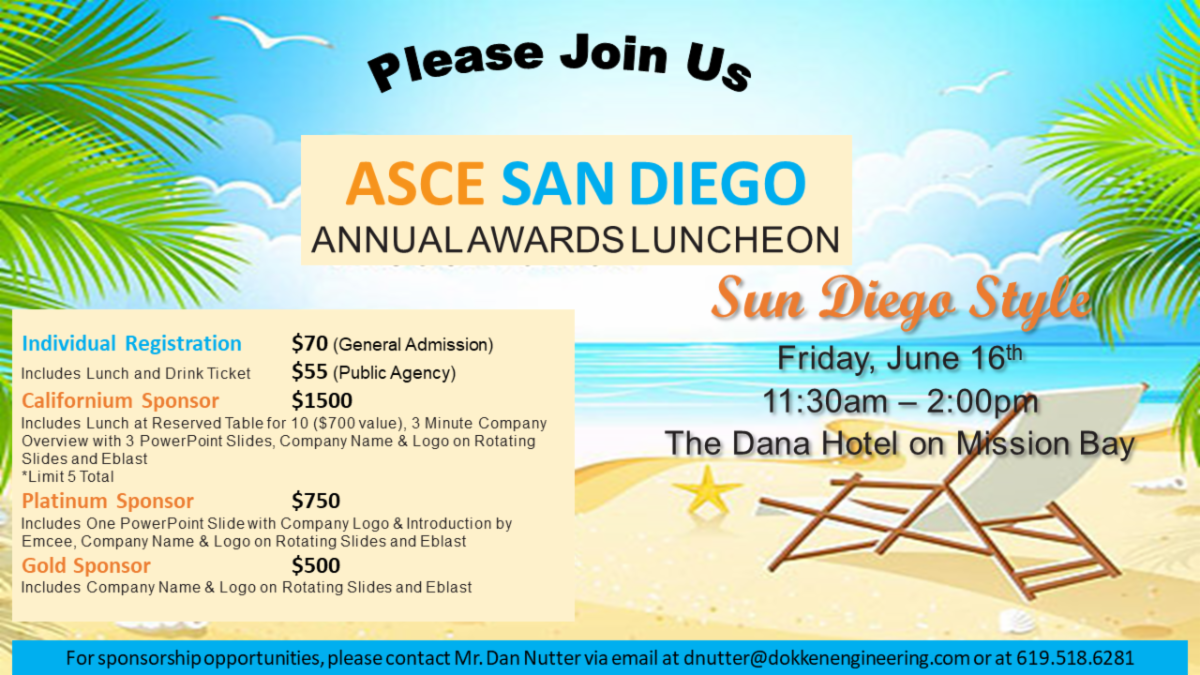 Please Join Us
ASCE SAN DIEGO
ANNUAL AWARDS LUNCHEON
Sun Diego Style
Friday, June 16th
11:30am – 2:00pm
The Dana Hotel on Mission Bay
Individual Registration $70 (General Admission)
Includes Lunch and Drink Ticket $55 (Public Agency)
Californium Sponsor $1500
Includes Lunch at Reserved Table for 10 ($700 value), 3 Minute Company
Overview with 3 PowerPoint Slides, Company Name & Logo on Rotating
Slides and Eblast
*Limit 5 Total
Platinum Sponsor $750
Includes One PowerPoint Slide with Company Logo & Introduction by
Emcee, Company Name & Logo on Rotating Slides and Eblast
Gold Sponsor $500
Includes Company Name & Logo on Rotating Slides and Eblast
For sponsorship opportunities, please contact Mr. Dan Nutter via email at dnutter@dokkenengineering.com or at 619.518.6281